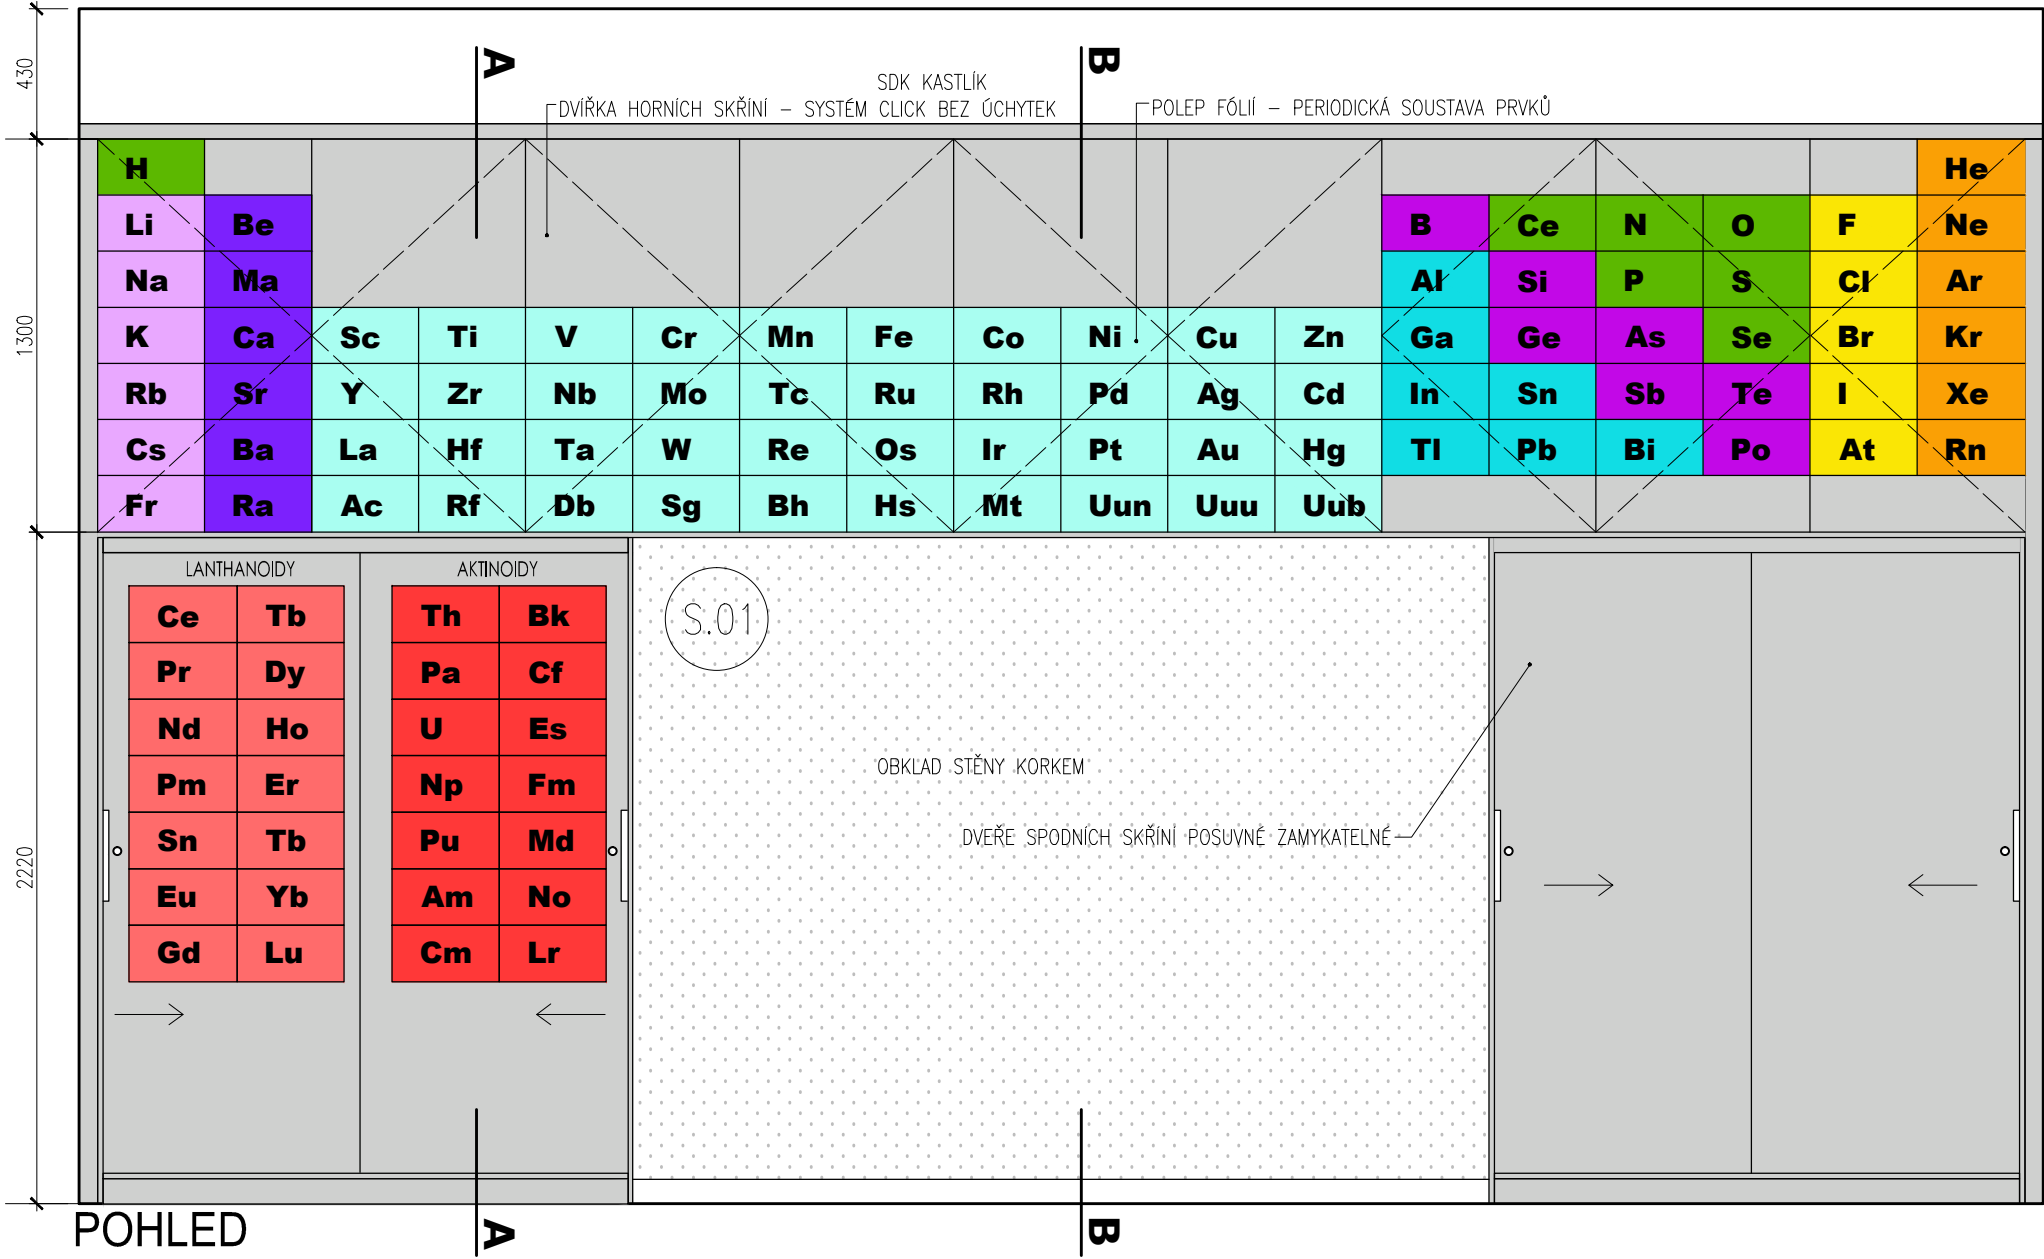 A B
430
SDK KASTLÍK
DVÍŘKA HORNÍCH SKŘÍNÍ – SYSTÉM CLICK BEZ ÚCHYTEK
POLEP FÓLIÍ – PERIODICKÁ SOUSTAVA PRVKŮ
1300
H He
Li Be B Ce N O F Ne
Na Ma Al Si P S Cl Ar
K Ca Sc Ti V Cr Mn Fe Co Ni Cu Zn Ga Ge As Se Br Kr
Rb Sr Y Zr Nb Mo Tc Ru Rh Pd Ag Cd In Sn Sb Te I Xe
Cs Ba La Hf Ta W Re Os Ir Pt Au Hg Tl Pb Bi Po At Rn
Fr Ra Ac Rf Db Sg Bh Hs Mt Uun Uuu Uub
LANTHANOIDY AKTINOIDY
Ce Tb Th Bk
Pr Dy Pa Cf
Nd Ho U Es
Pm Er Np Fm
Sn Tb Pu Md
Eu Yb Am No
Gd Lu Cm Lr
S.01
OBKLAD STĚNY KORKEM
DVEŘE SPODNÍCH SKŘÍNÍ POSUVNÉ ZAMYKATELNÉ
2220
POHLED
A B